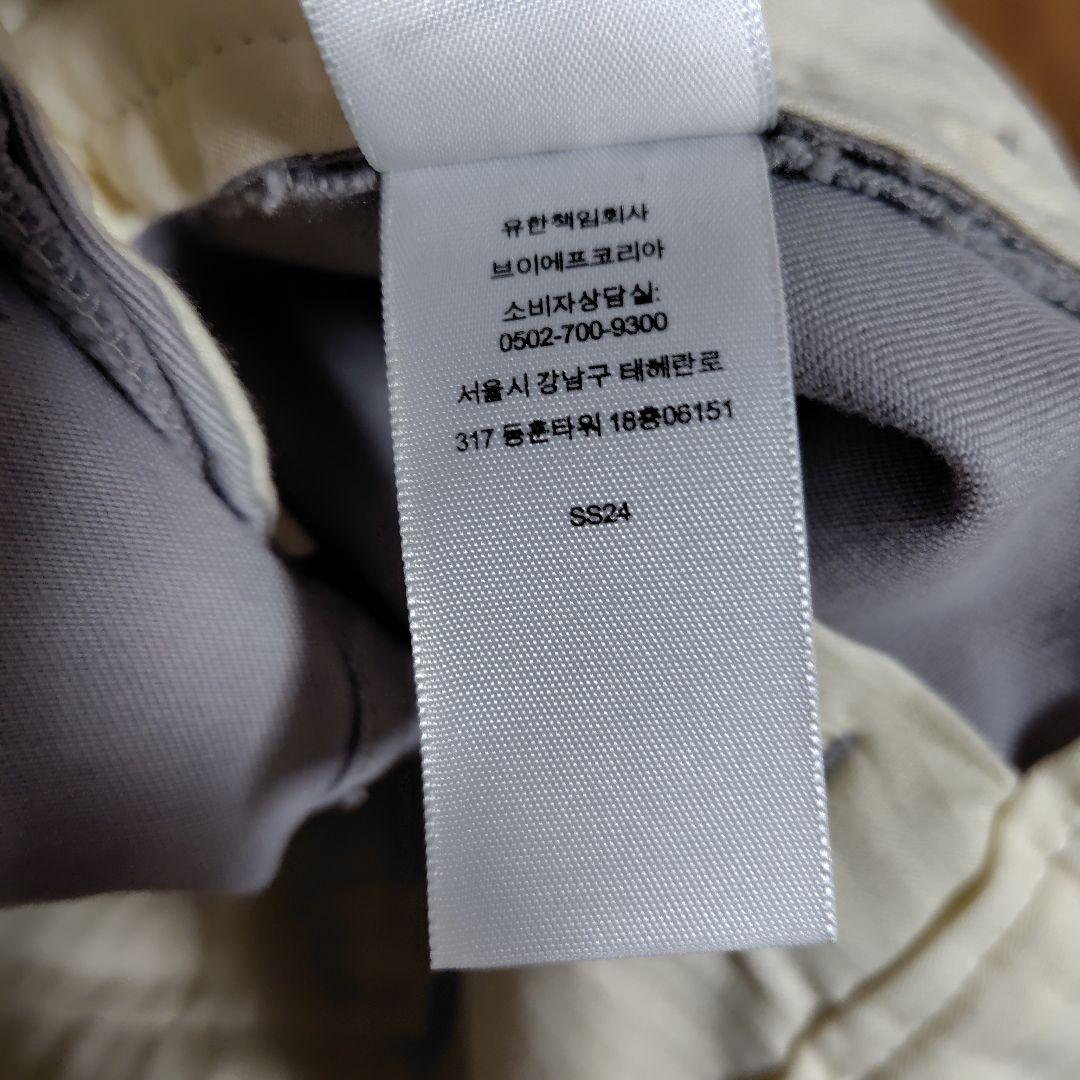 유한책임회사
브이에프코리아
소비자상담실:
0502-700-9300
서울시 강남구 테헤란로
317 동훈타워 18층06151
SS24